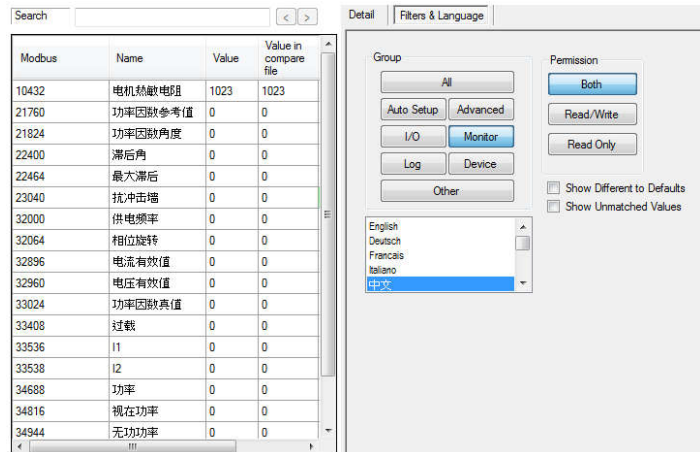 Search
Detail
Filters & Language
Modbus Name Value Value in compare file
10432 电机热敏电阻 1023 1023
21760 功率因数参考值 0 0
21824 功率因数角度 0 0
22400 滞后角 0 0
22464 最大滞后 0 0
23040 抗冲击墙 0 0
32000 供电频率 0 0
32064 相位旋转 0 0
32896 电流有效值 0 0
32960 电压有效值 0 0
33024 功率因数真值 0 0
33408 过载 0 0
33536 I1 0 0
33538 I2 0 0
34688 功率 0 0
34816 视在功率 0 0
34944 无功功率 0 0
Group
All
Auto Setup Advanced
I/O Monitor
Log Device
Other
English
Deutsch
Francais
Italiano
中文
Permission
Both
Read/Write
Read Only
Show Different to Defaults
Show Unmatched Values